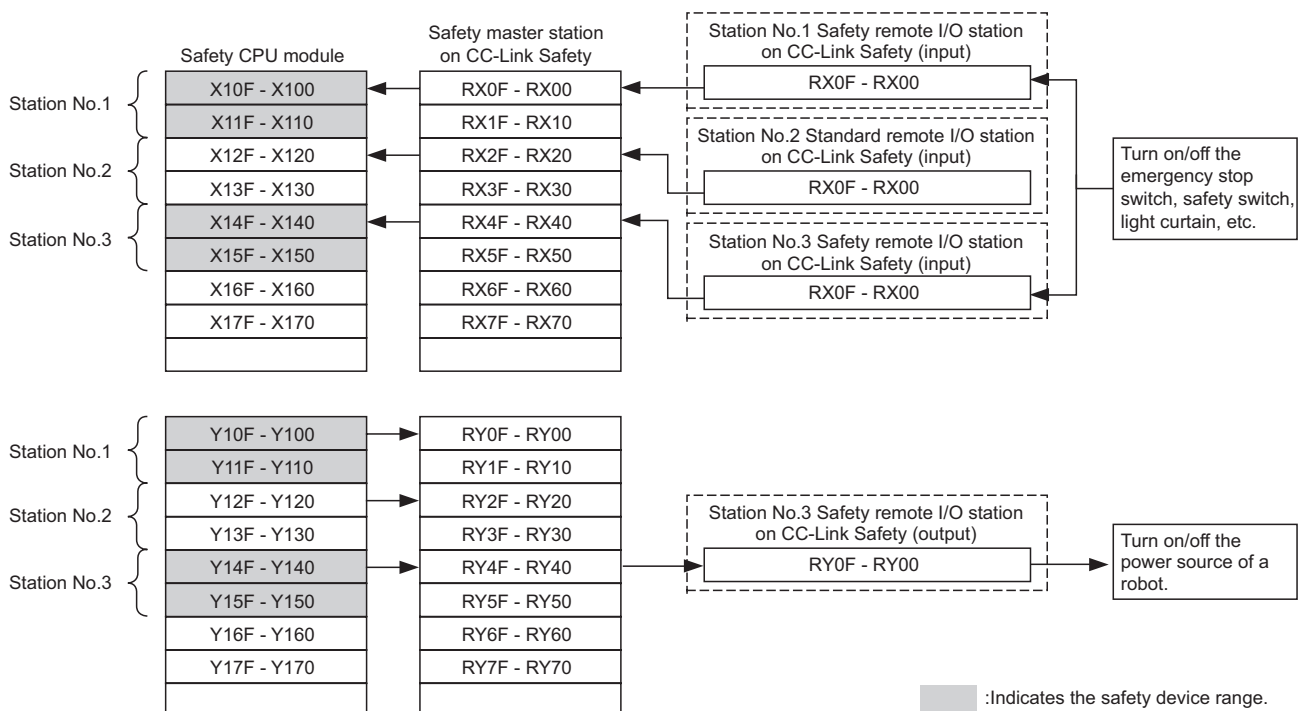 Safety CPU module
Safety master station
on CC-Link Safety
Station No.1 Safety remote I/O station
on CC-Link Safety (input)
Station No.1
X10F - X100
RX0F - RX00
RX0F - RX00
X11F - X110
RX1F - RX10
Station No.2
X12F - X120
RX2F - RX20
Station No.2 Standard remote I/O station
on CC-Link Safety (input)
X13F - X130
RX3F - RX30
RX0F - RX00
Turn on/off the
emergency stop
switch, safety switch,
light curtain, etc.
Station No.3
X14F - X140
RX4F - RX40
Station No.3 Safety remote I/O station
on CC-Link Safety (input)
X15F - X150
RX5F - RX50
X16F - X160
RX6F - RX60
RX0F - RX00
X17F - X170
RX7F - RX70
Station No.1
Y10F - Y100
RY0F - RY00
Y11F - Y110
RY1F - RY10
Station No.2
Y12F - Y120
RY2F - RY20
Y13F - Y130
RY3F - RY30
Station No.3 Safety remote I/O station
on CC-Link Safety (output)
Station No.3
Y14F - Y140
RY4F - RY40
RY0F - RY00
Turn on/off the
power source of a
robot.
Y15F - Y150
RY5F - RY50
Y16F - Y160
RY6F - RY60
Y17F - Y170
RY7F - RY70
:Indicates the safety device range.